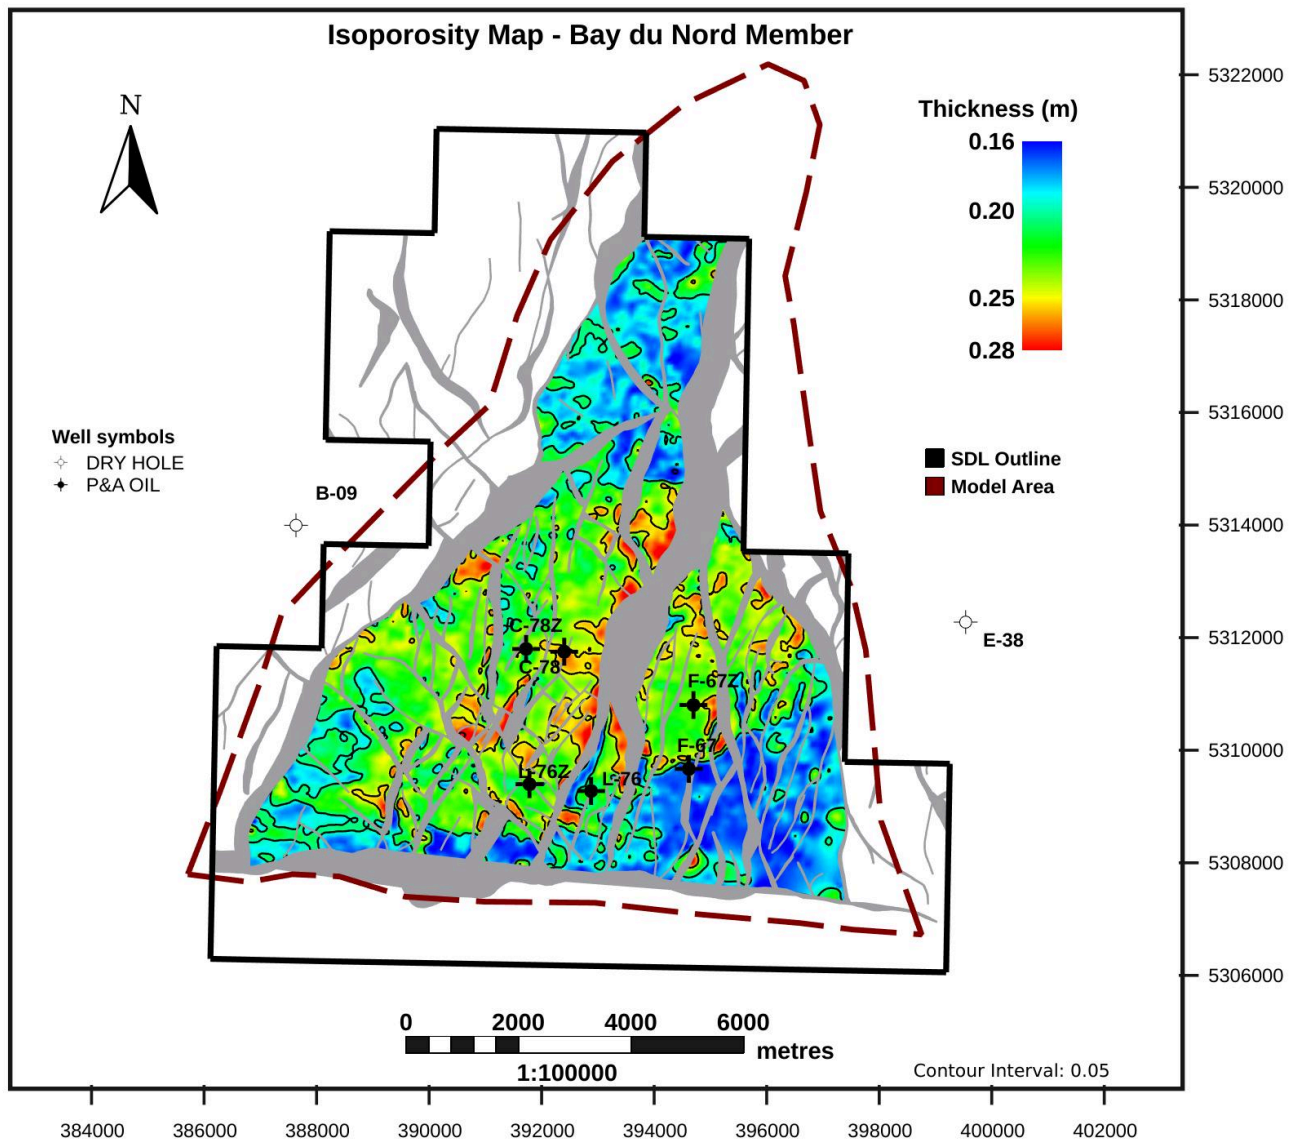 Isoporosity Map - Bay du Nord Member
N
Thickness (m)
0.16
0.20
0.25
0.28
5322000
5320000
5318000
5316000
5314000
5312000
5310000
5308000
5306000
Well symbols
DRY HOLE
P&A OIL
SDL Outline
Model Area
B-09
E-38
C-78Z
C-78
F-67Z
F-67
L-76Z
L-76
0 2000 4000 6000
metres
1:100000
Contour Interval: 0.05
384000 386000 388000 390000 392000 394000 396000 398000 400000 402000